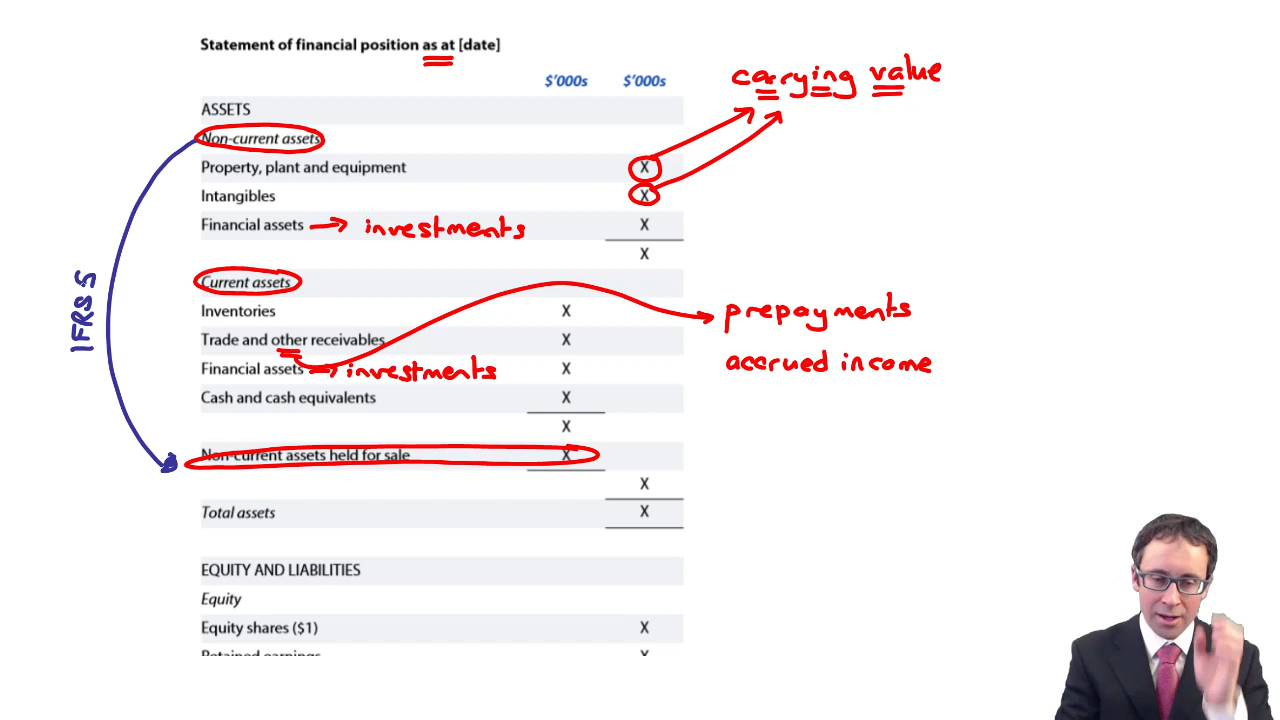 Statement of financial position as at [date]
$'000s $'000s
carrying value
ASSETS
Non-current assets
Property, plant and equipment X
Intangibles X
Financial assets → investments X
X
IFRS 5
Current assets
Inventories X
prepayments
Trade and other receivables X
accrued income
Financial assets → investments X
Cash and cash equivalents X
X
Non-current assets held for sale X
X
Total assets X
EQUITY AND LIABILITIES
Equity
Equity shares ($1) X
Retained earnings X